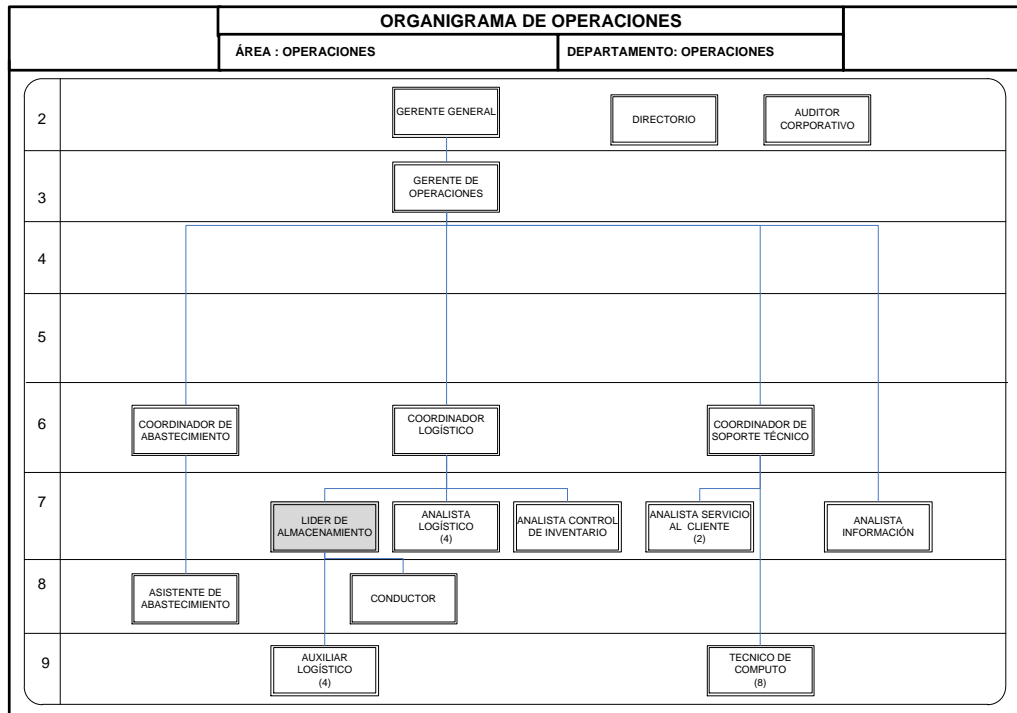 ORGANIGRAMA DE OPERACIONES
ÁREA : OPERACIONES
DEPARTAMENTO: OPERACIONES
2
GERENTE GENERAL
DIRECTORIO
AUDITOR
CORPORATIVO
3
GERENTE DE
OPERACIONES
4
5
6
COORDINADOR DE
ABASTECIMIENTO
COORDINADOR
LOGÍSTICO
COORDINADOR DE
SOPORTE TÉCNICO
7
LIDER DE
ALMACENAMIENTO
ANALISTA
LOGÍSTICO
(4)
ANALISTA CONTROL
DE INVENTARIO
ANALISTA SERVICIO
AL CLIENTE
(2)
ANALISTA
INFORMACIÓN
8
ASISTENTE DE
ABASTECIMIENTO
CONDUCTOR
9
AUXILIAR
LOGÍSTICO
(4)
TECNICO DE
COMPUTO
(8)